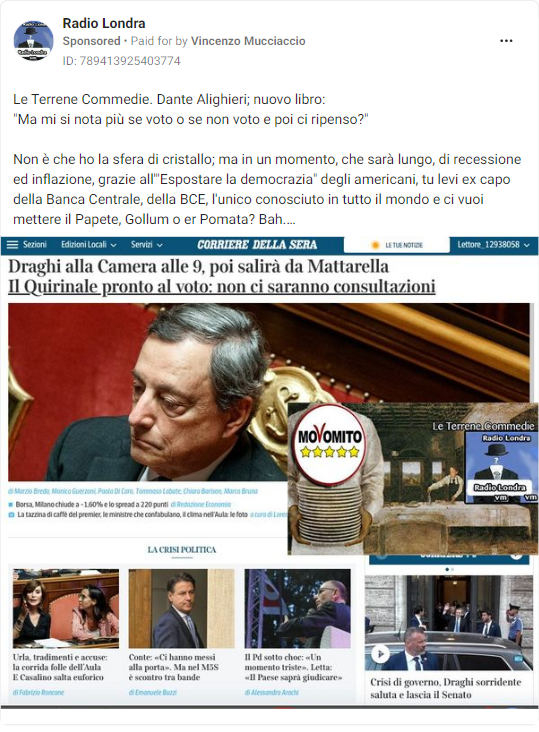 Radio Londra
Sponsored • Paid for by Vincenzo Mucciaccio
ID: 789413925403774
Le Terrene Commedie. Dante Alighieri; nuovo libro:
"Ma mi si nota più se voto o se non voto e poi ci ripenso?"
Non è che ho la sfera di cristallo; ma in un momento, che sarà lungo, di recessione
ed inflazione, grazie all'"Espostare la democrazia" degli americani, tu levi ex capo
della Banca Centrale, della BCE, l'unico conosciuto in tutto il mondo e ci vuoi
mettere il Papete, Gollum o er Pomata? Bah....
Sezioni Edizioni Locali Servizi CORRIERE DELLA SERA LE TUE NOTIZIE Lettore_12938058
Draghi alla Camera alle 9, poi salirà da Mattarella
Il Quirinale pronto al voto: non ci saranno consultazioni
MOVOMITO
Le Terrene Commedie
Radio Londra
Radio Londra
vm vm
di Marzio Breda, Monica Guerzoni, Paola Di Caro, Tommaso Labate, Chiara Barison, Marco Bruna
Borsa, Milano chiude a -1,60% e lo spread a 220 punti di Redazione Economia
La tazzina di caffè del premier, le ministre che confabulano, il clima nell'Aula: le foto a cura di
LA CRISI POLITICA
Urla, tradimenti e accuse:
la corrida folle dell'Aula
E Casalino salta euforico
di Fabrizio Roncone
Conte: «Ci hanno messi
alla porta». Ma nel M5S
è scontro tra bande
di Emanuele Buzzi
Il Pd sotto choc: «Un
momento triste». Letta:
«Il Paese saprà giudicare»
di Alessandra Arachi
Crisi di governo, Draghi sorridente
saluta e lascia il Senato